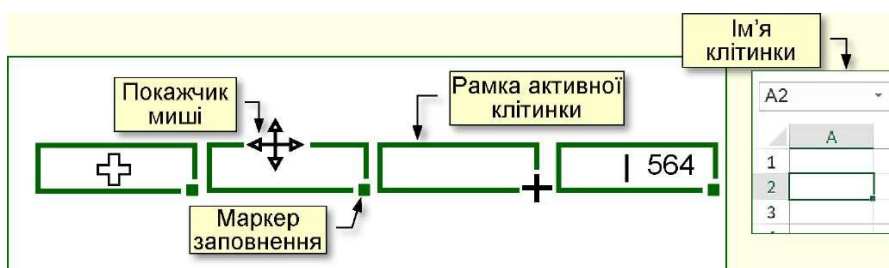 Ім’я
клітинки
Покажчик
миші
Рамка активної
клітинки
564
Маркер
заповнення
A2
A
1
2
3